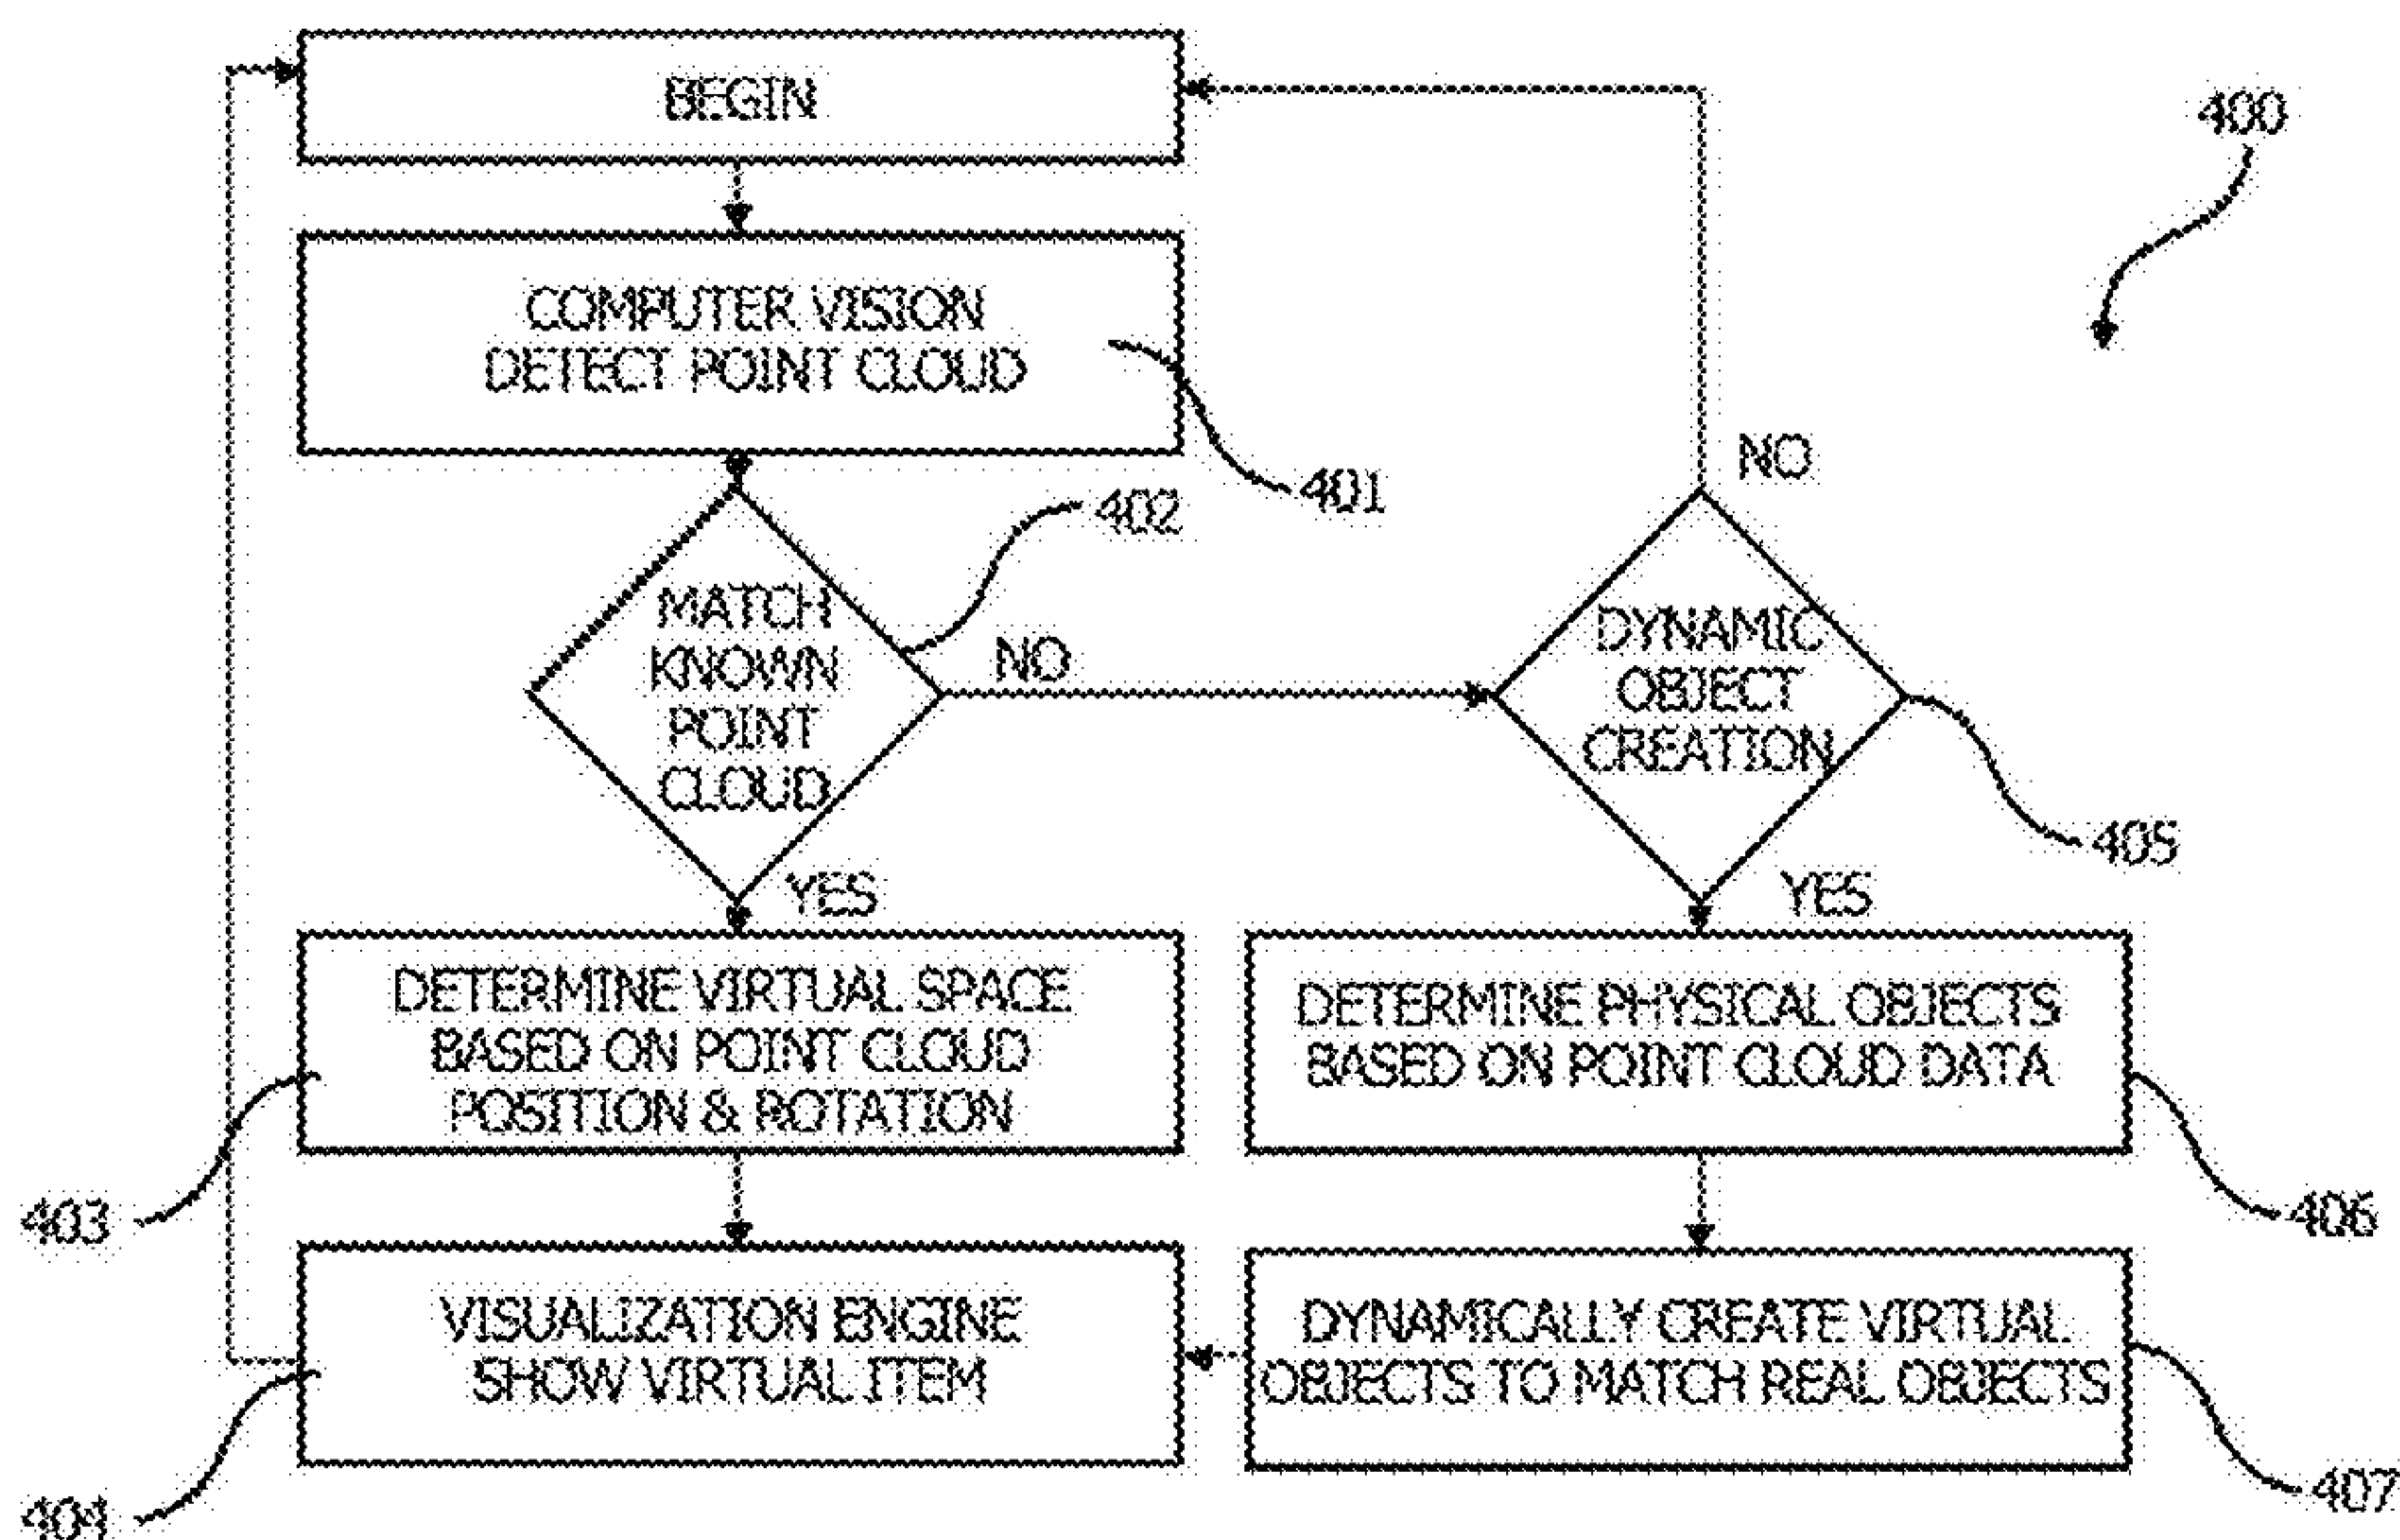 BEGIN
400
COMPUTER VISION
DETECT POINT CLOUD
401
402
MATCH
KNOWN
POINT
CLOUD
NO
YES
DYNAMIC
OBJECT
CREATION
NO
405
YES
DETERMINE VIRTUAL SPACE
BASED ON POINT CLOUD
POSITION & ROTATION
403
DETERMINE PHYSICAL OBJECTS
BASED ON POINT CLOUD DATA
406
VISUALIZATION ENGINE
SHOW VIRTUAL ITEM
404
DYNAMICALLY CREATE VIRTUAL
OBJECTS TO MATCH REAL OBJECTS
407